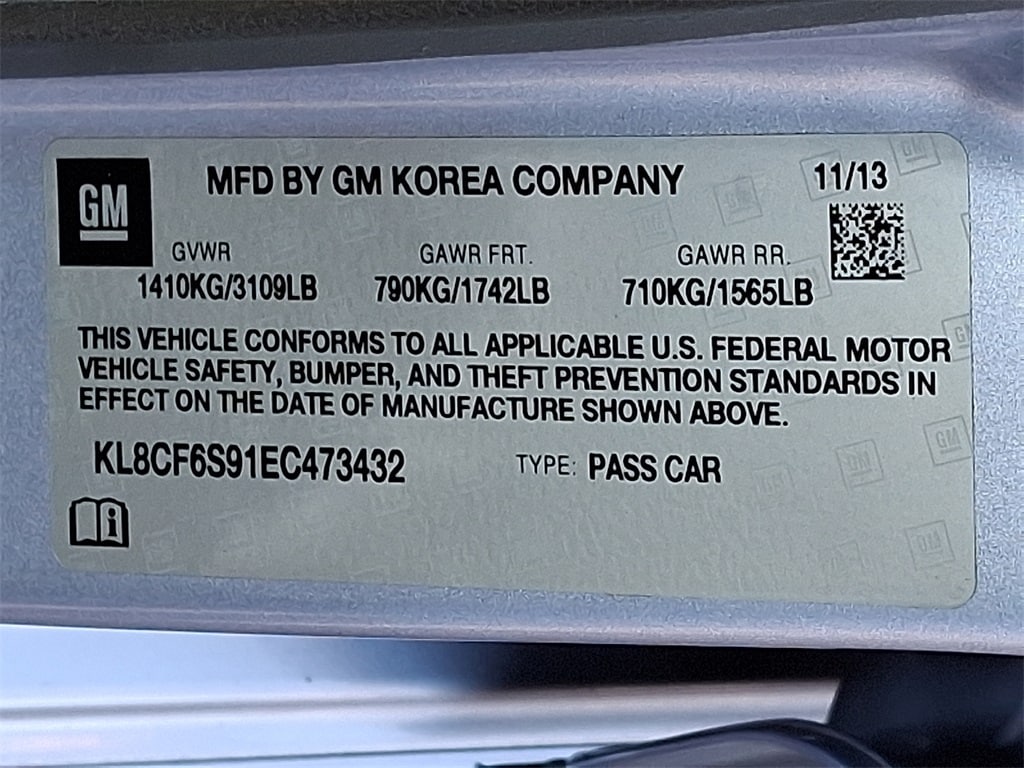 GM
MFD BY GM KOREA COMPANY 11/13
GVWR GAWR FRT. GAWR RR.
1410KG/3109LB 790KG/1742LB 710KG/1565LB
THIS VEHICLE CONFORMS TO ALL APPLICABLE U.S. FEDERAL MOTOR
VEHICLE SAFETY, BUMPER, AND THEFT PREVENTION STANDARDS IN
EFFECT ON THE DATE OF MANUFACTURE SHOWN ABOVE.
KL8CF6S91EC473432 TYPE: PASS CAR
i